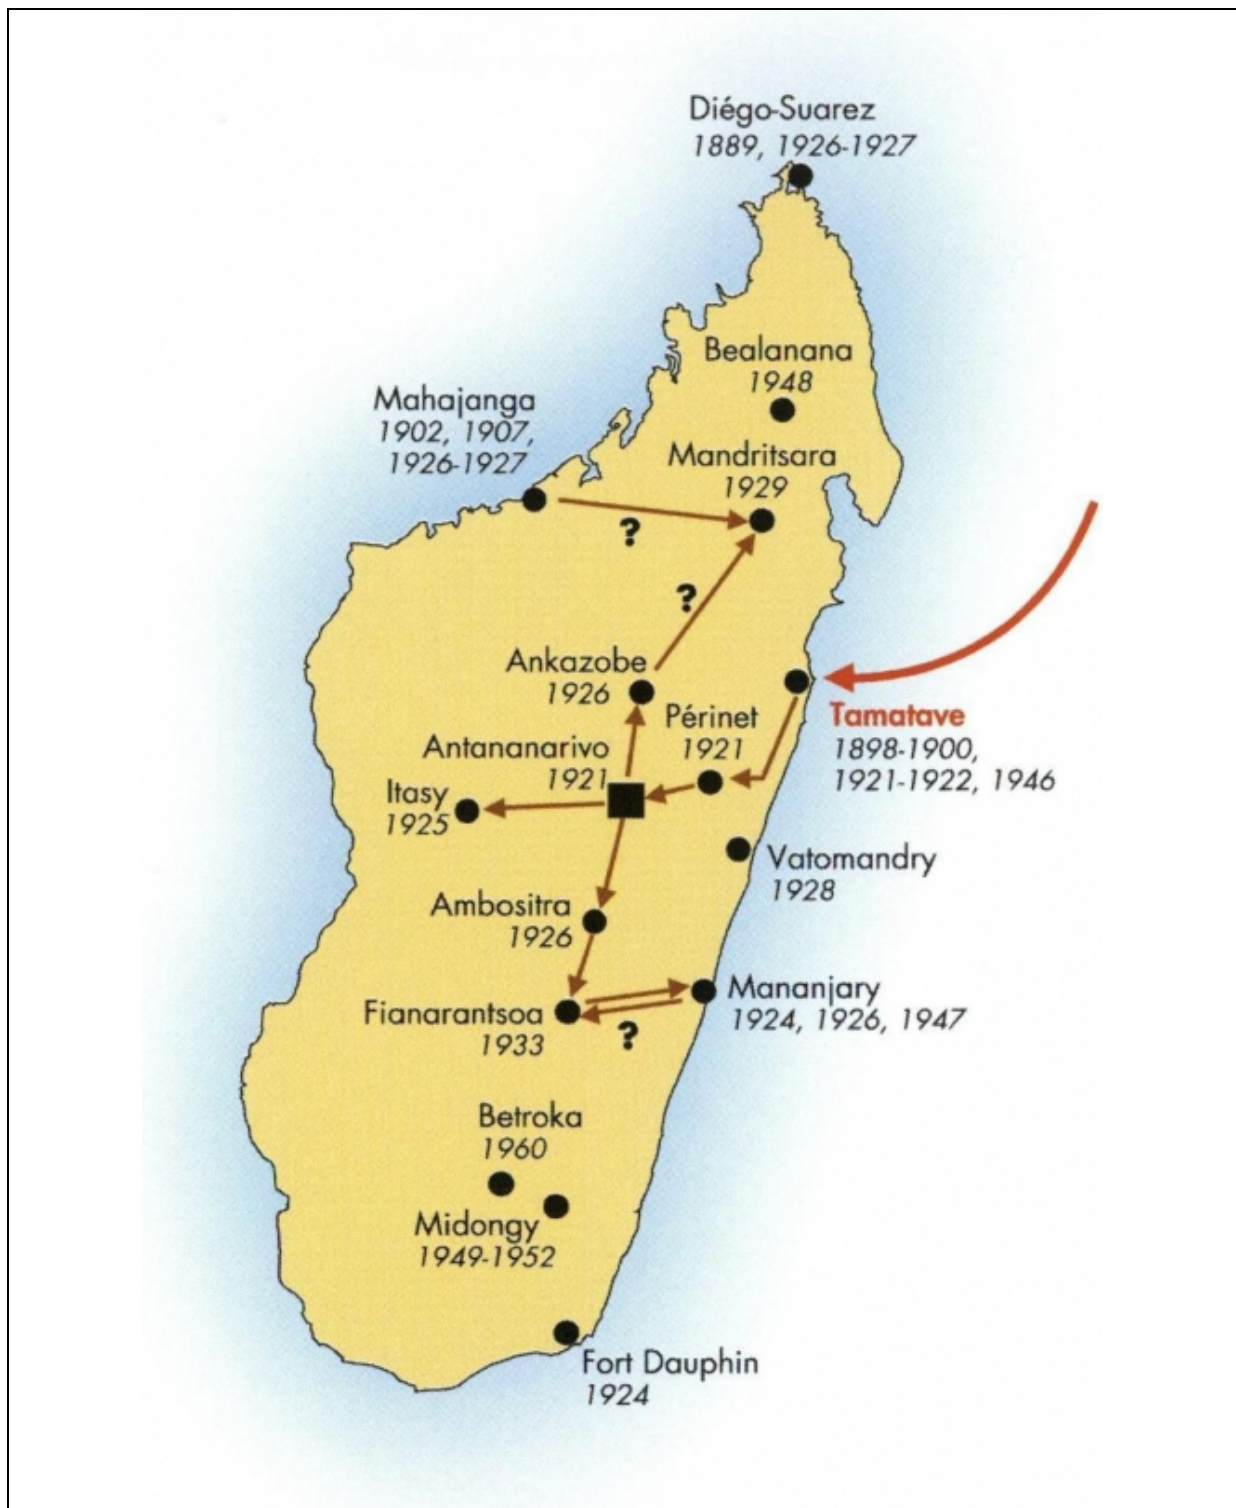 Diégo-Suarez
1889, 1926-1927
Bealanana
1948
Mahajanga
1902, 1907,
1926-1927
Mandritsara
1929
?
?
Ankazobe
1926
Périnet
1921
Tamatave
1898-1900,
1921-1922, 1946
Antananarivo
1921
Itasy
1925
Vatomandry
1928
Ambositra
1926
Mananjary
1924, 1926, 1947
Fianarantsoa
1933
?
Betroka
1960
Midongy
1949-1952
Fort Dauphin
1924